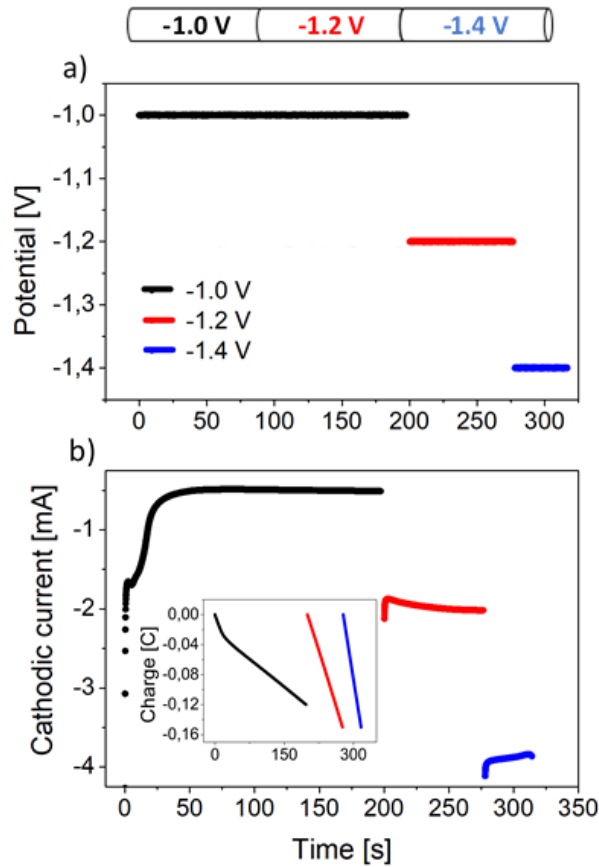 -1.0 V -1.2 V -1.4 V
a)
-1,0
-1,1
-1,2
-1,3
-1,4
Potential [V]
-1.0 V
-1.2 V
-1.4 V
0 50 100 150 200 250 300
b)
-1
-2
-3
-4
Cathodic current [mA]
0,00
-0,04
-0,08
-0,12
-0,16
Charge [C]
0 150 300
0 50 100 150 200 250 300 350
Time [s]